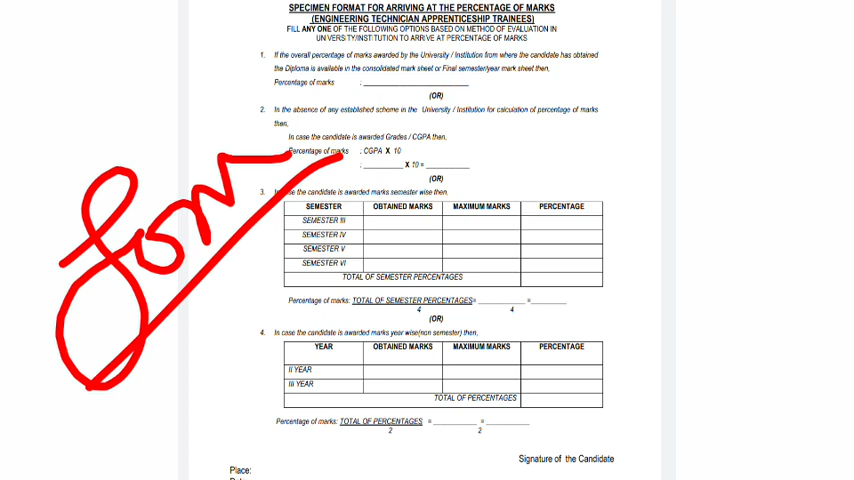 SPECIMEN FORMAT FOR ARRIVING AT THE PERCENTAGE OF MARKS
(ENGINEERING TECHNICIAN APPRENTICESHIP TRAINEES)
FILL ANY ONE OF THE FOLLOWING OPTIONS BASED ON METHOD OF EVALUATION IN
UNIVERSITY/INSTITUTION TO ARRIVE AT PERCENTAGE OF MARKS
1. If the overall percentage of marks awarded by the University / Institution from where the candidate has obtained
the Diploma is available in the consolidated mark sheet or Final semester/year mark sheet then,
Percentage of marks : ____________________
(OR)
2. In the absence of any established scheme in the University / Institution for calculation of percentage of marks
then,
In case the candidate is awarded Grades / CGPA then,
Percentage of marks : CGPA X 10
: __________ X 10 = __________
(OR)
3. In case the candidate is awarded marks semester wise then,
SEMESTER OBTAINED MARKS MAXIMUM MARKS PERCENTAGE
SEMESTER III
SEMESTER IV
SEMESTER V
SEMESTER VI
TOTAL OF SEMESTER PERCENTAGES
Percentage of marks: TOTAL OF SEMESTER PERCENTAGES= __________ =_________
4 4
(OR)
4. In case the candidate is awarded marks year wise(non semester) then,
YEAR OBTAINED MARKS MAXIMUM MARKS PERCENTAGE
II YEAR
III YEAR
TOTAL OF PERCENTAGES
Percentage of marks: TOTAL OF PERCENTAGES = __________ = __________
2 2
Signature of the Candidate
Place: